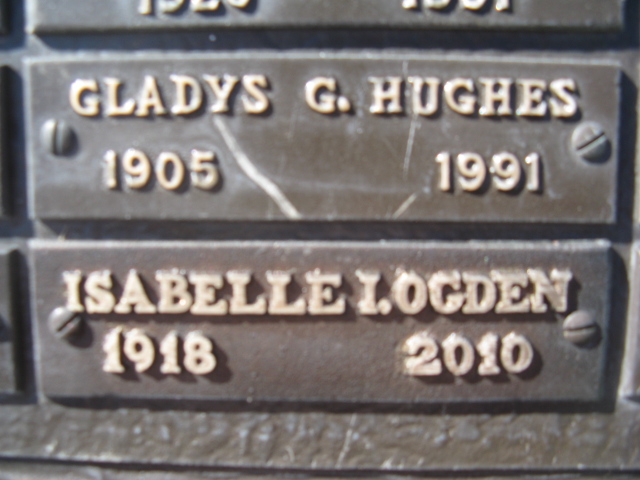 GLADYS G. HUGHES
1905 1991
ISABELLE I. OGDEN
1918 2010